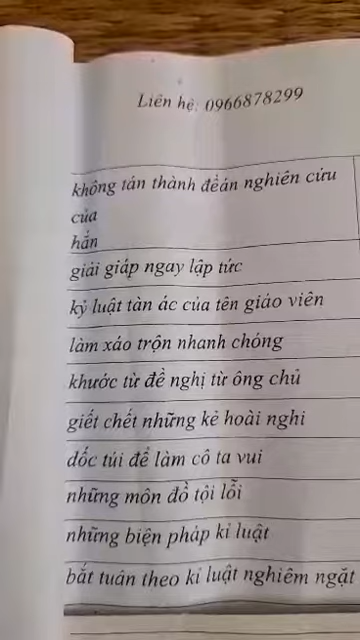 Liên hệ: 0966878299
không tán thành đềán nghiên cứu
của
hắn
giải giáp ngay lập tức
kỷ luật tàn ác của tên giáo viên
làm xáo trộn nhanh chóng
khước từ đề nghị từ ông chủ
giết chết những kẻ hoài nghi
dốc túi để làm cô ta vui
những môn đồ tội lỗi
những biện pháp kỉ luật
bắt tuân theo kỉ luật nghiêm ngặt